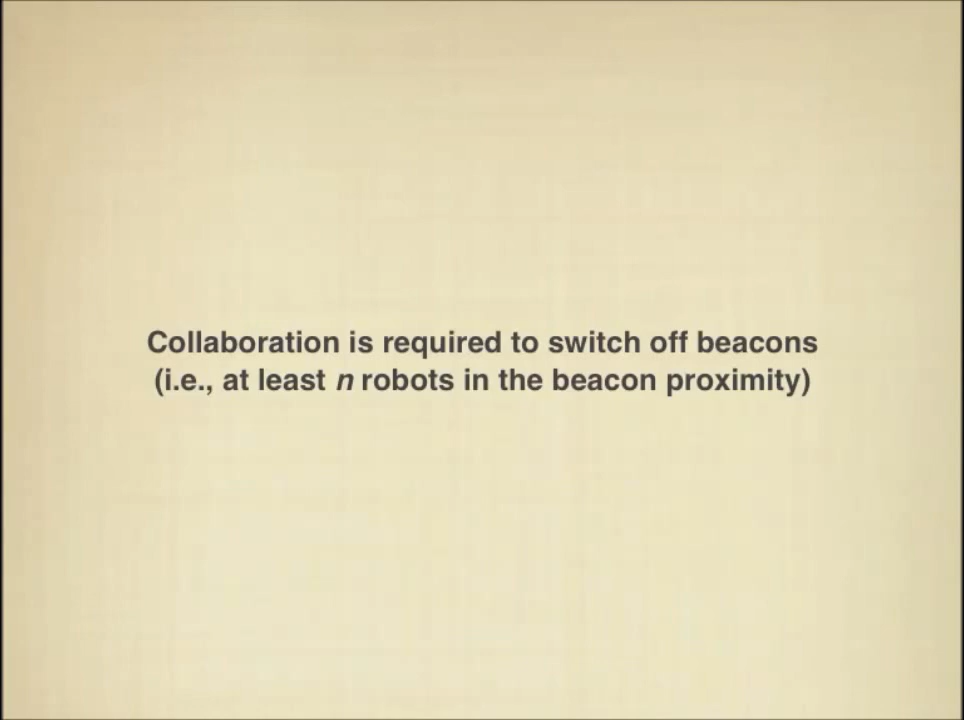 Collaboration is required to switch off beacons
(i.e., at least n robots in the beacon proximity)